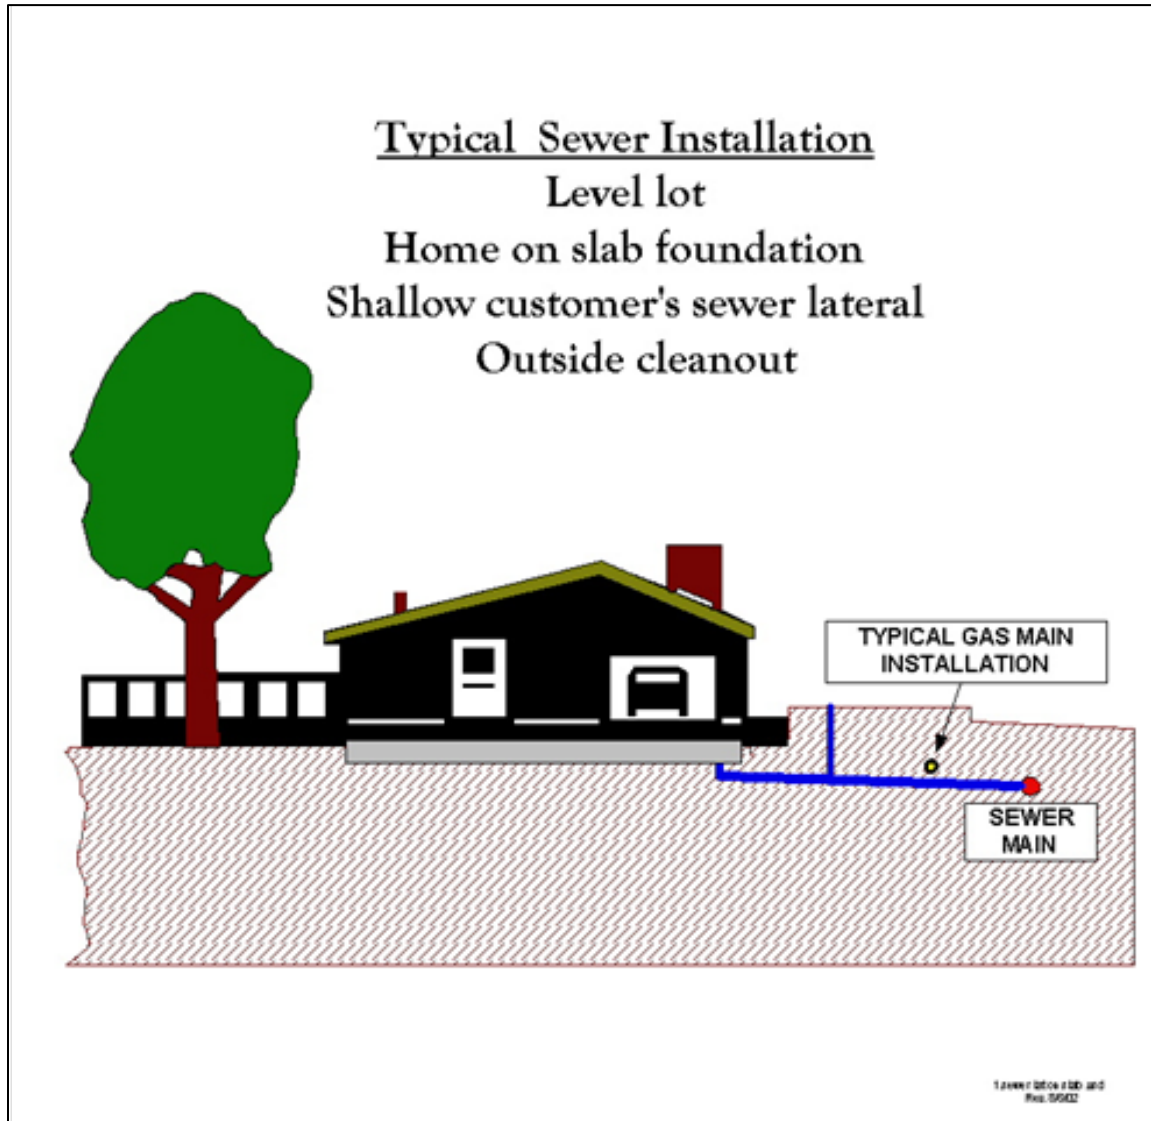 Typical Sewer Installation
Level lot
Home on slab foundation
Shallow customer's sewer lateral
Outside cleanout
TYPICAL GAS MAIN
INSTALLATION
SEWER
MAIN